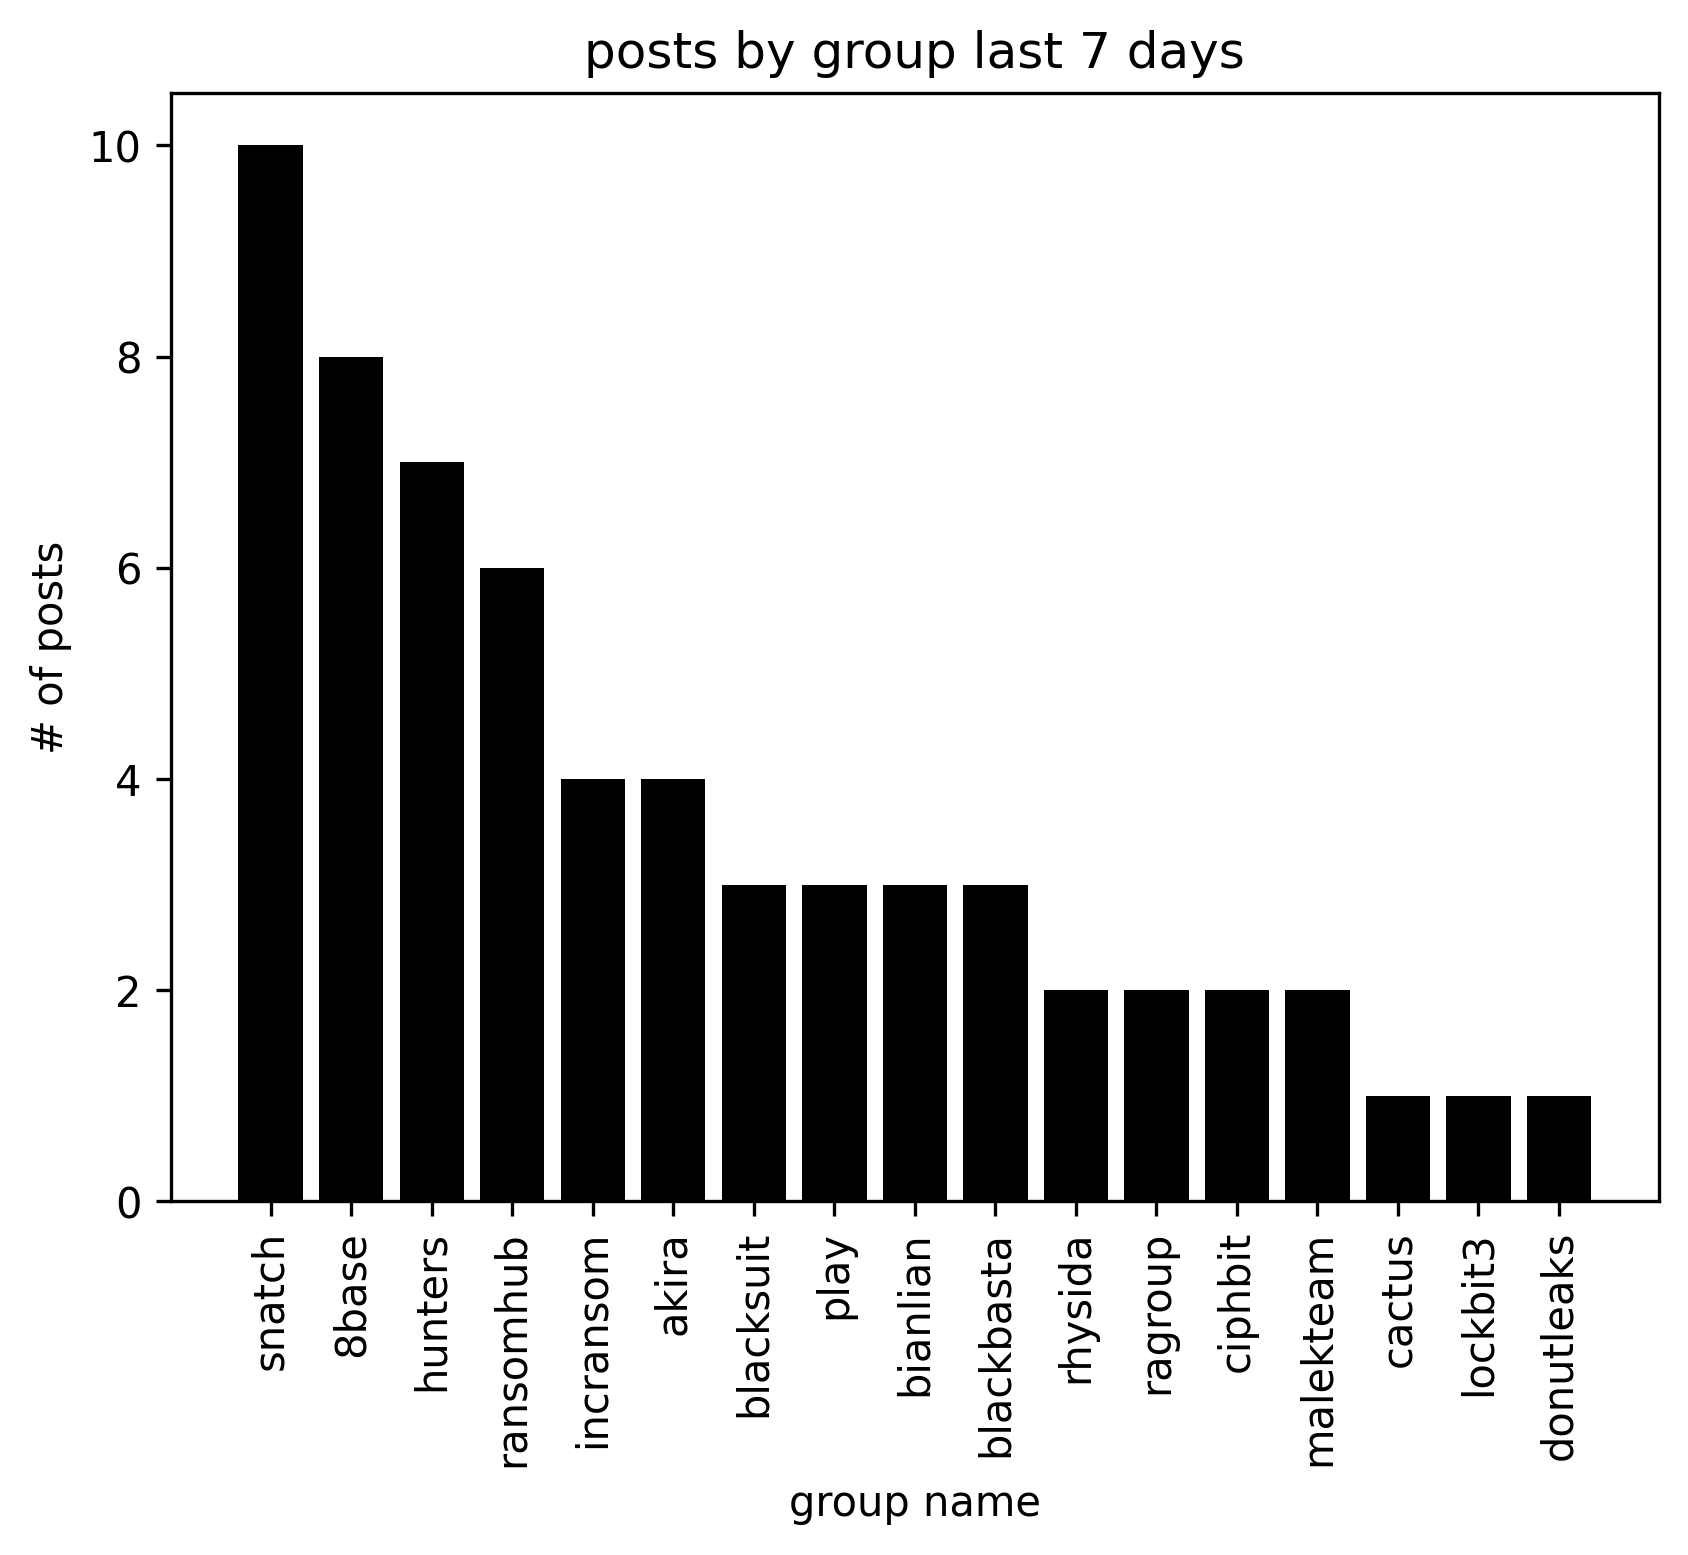 posts by group last 7 days
# of posts
10
8
6
4
2
0
snatch
8base
hunters
ransomhub
incransom
akira
blacksuit
play
bianlian
blackbasta
rhysida
ragroup
ciphbit
malekteam
cactus
lockbit3
donutleaks
group name